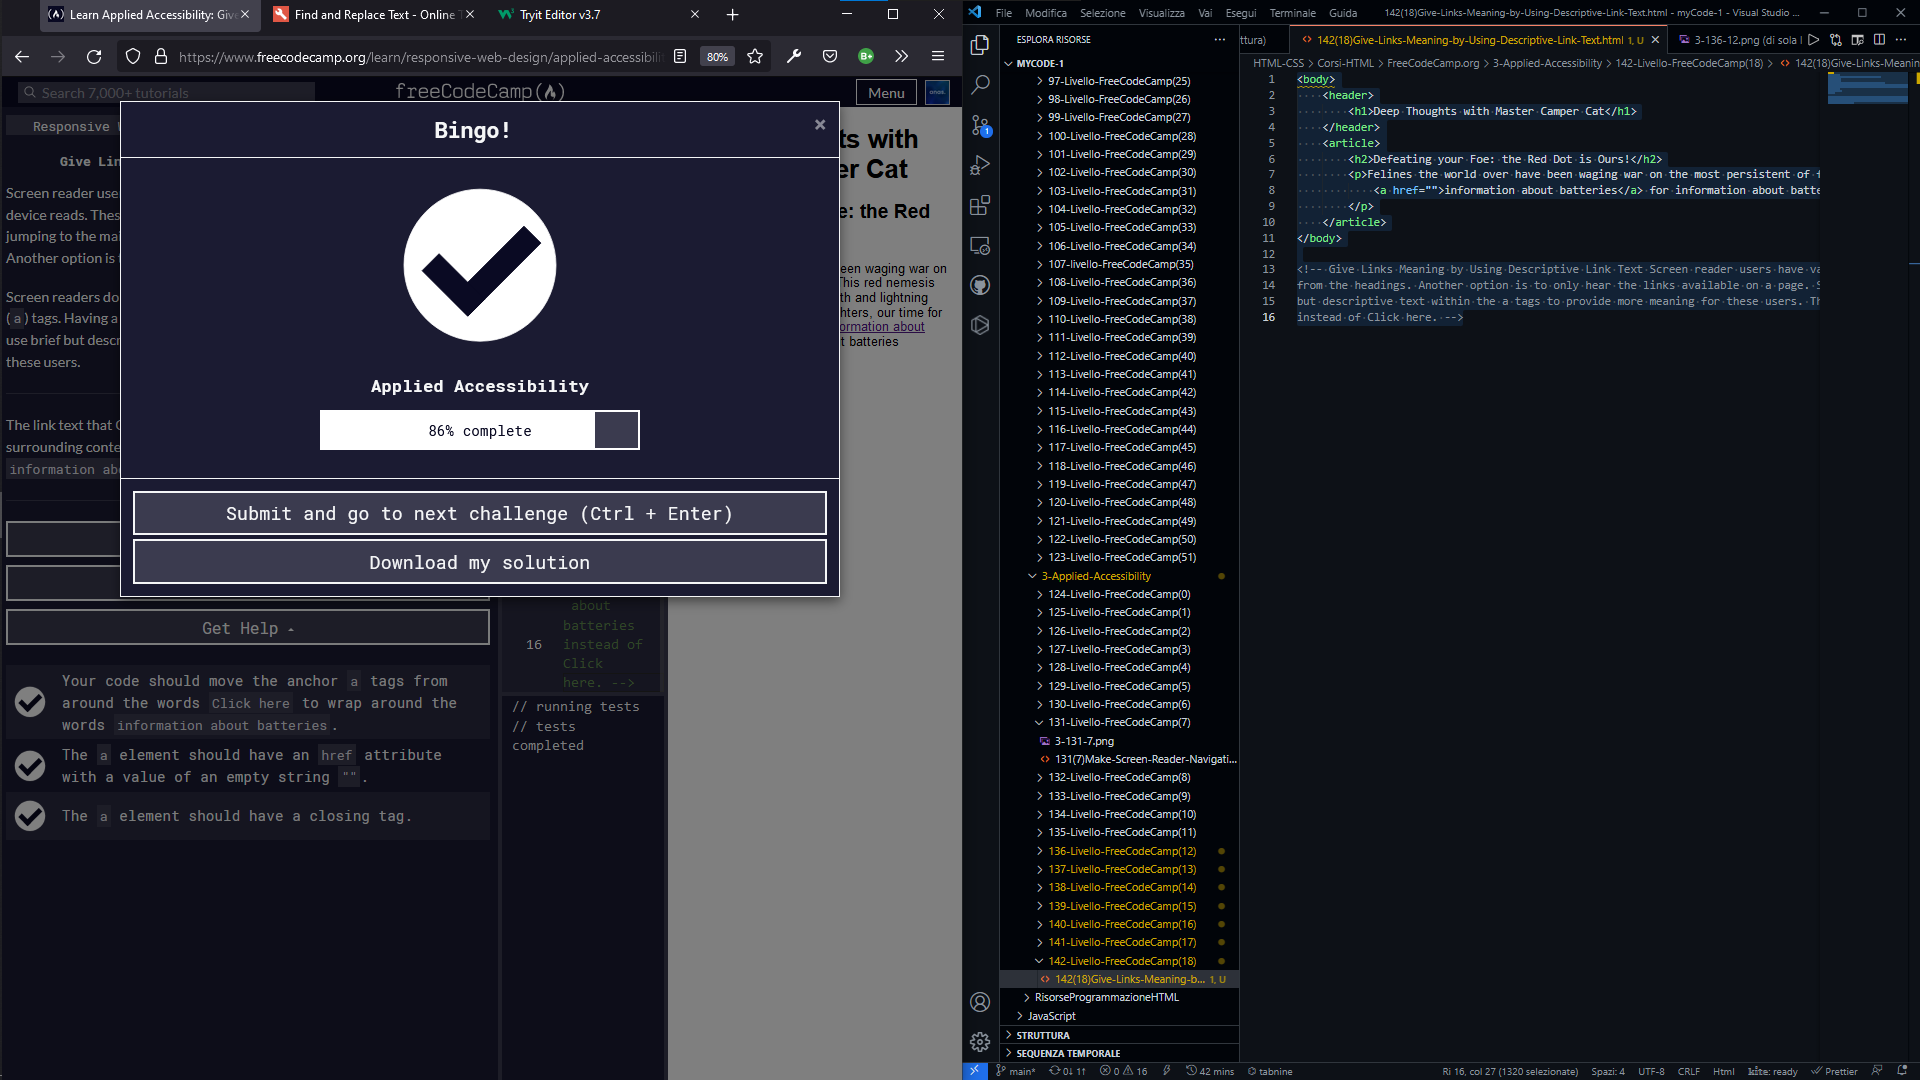 Learn Applied Accessibility: Giv
Find and Replace Text - Online T
Tryit Editor v3.7
https://www.freecodecamp.org/learn/responsive-web-design/applied-accessibili
80%
Search 7,000+ tutorials
freeCodeCamp
Menu
Responsive
Give Lin
Screen reader use
device reads. Thes
jumping to the mai
Another option is
Screen readers do
(a) tags. Having a
use brief but descr
these users.
The link text that
surrounding conte
information abo
Bingo!
×
Applied Accessibility
86% complete
Submit and go to next challenge (Ctrl + Enter)
Download my solution
Get Help
Your code should move the anchor a tags from
around the words Click here to wrap around the
words information about batteries.
The a element should have an href attribute
with a value of an empty string "".
The a element should have a closing tag.
about
batteries
16 instead of
Click
here. -->
// running tests
// tests
completed
ts with
er Cat
e: the Red
een waging war on
This red nemesis
th and lightning
ghters, our time for
ormation about
t batteries
File Modifica Selezione Visualizza Vai Esegui Terminale Guida
142(18)Give-Links-Meaning-by-Using-Descriptive-Link-Text.html - myCode-1 - Visual Studio ...
ESPLORA RISORSE
MYCODE-1
97-Livello-FreeCodeCamp(25)
98-Livello-FreeCodeCamp(26)
99-Livello-FreeCodeCamp(27)
100-Livello-FreeCodeCamp(28)
101-Livello-FreeCodeCamp(29)
102-Livello-FreeCodeCamp(30)
103-Livello-FreeCodeCamp(31)
104-Livello-FreeCodeCamp(32)
105-Livello-FreeCodeCamp(33)
106-Livello-FreeCodeCamp(34)
107-livello-FreeCodeCamp(35)
108-Livello-FreeCodeCamp(36)
109-Livello-FreeCodeCamp(37)
110-Livello-FreeCodeCamp(38)
111-Livello-FreeCodeCamp(39)
112-Livello-FreeCodeCamp(40)
113-Livello-FreeCodeCamp(41)
114-Livello-FreeCodeCamp(42)
115-Livello-FreeCodeCamp(43)
116-Livello-FreeCodeCamp(44)
117-Livello-FreeCodeCamp(45)
118-Livello-FreeCodeCamp(46)
119-Livello-FreeCodeCamp(47)
120-Livello-FreeCodeCamp(48)
121-Livello-FreeCodeCamp(49)
122-Livello-FreeCodeCamp(50)
123-Livello-FreeCodeCamp(51)
3-Applied-Accessibility
124-Livello-FreeCodeCamp(0)
125-Livello-FreeCodeCamp(1)
126-Livello-FreeCodeCamp(2)
127-Livello-FreeCodeCamp(3)
128-Livello-FreeCodeCamp(4)
129-Livello-FreeCodeCamp(5)
130-Livello-FreeCodeCamp(6)
131-Livello-FreeCodeCamp(7)
3-131-7.png
131(7)Make-Screen-Reader-Navigati...
132-Livello-FreeCodeCamp(8)
133-Livello-FreeCodeCamp(9)
134-Livello-FreeCodeCamp(10)
135-Livello-FreeCodeCamp(11)
136-Livello-FreeCodeCamp(12)
137-Livello-FreeCodeCamp(13)
138-Livello-FreeCodeCamp(14)
139-Livello-FreeCodeCamp(15)
140-Livello-FreeCodeCamp(16)
141-Livello-FreeCodeCamp(17)
142-Livello-FreeCodeCamp(18)
142(18)Give-Links-Meaning-b... 1, U
RisorseProgrammazioneHTML
JavaScript
STRUTTURA
SEQUENZA TEMPORALE
ttura)
142(18)Give-Links-Meaning-by-Using-Descriptive-Link-Text.html 1, U
3-136-12.png (di sola l
HTML-CSS > Corsi-HTML > FreeCodeCamp.org > 3-Applied-Accessibility > 142-Livello-FreeCodeCamp(18) > 142(18)Give-Links-Meanin
1 <body>
2 <header>
3 <h1>Deep Thoughts with Master Camper Cat</h1>
4 </header>
5 <article>
6 <h2>Defeating your Foe: the Red Dot is Ours!</h2>
7 <p>Felines the world over have been waging war on the most persistent of f
8 <a href="">information about batteries</a> for information about batte
9 </p>
10 </article>
11 </body>
12
13 <!-- Give Links Meaning by Using Descriptive Link Text Screen reader users have va
14 from the headings. Another option is to only hear the links available on a page. S
15 but descriptive text within the a tags to provide more meaning for these users. Th
16 instead of Click here. -->
main* 0↓ 1↑ 0 16 42 mins tabnine
Ri 16, col 27 (1320 selezionate) Spazi: 4 UTF-8 CRLF Html kite: ready Prettier